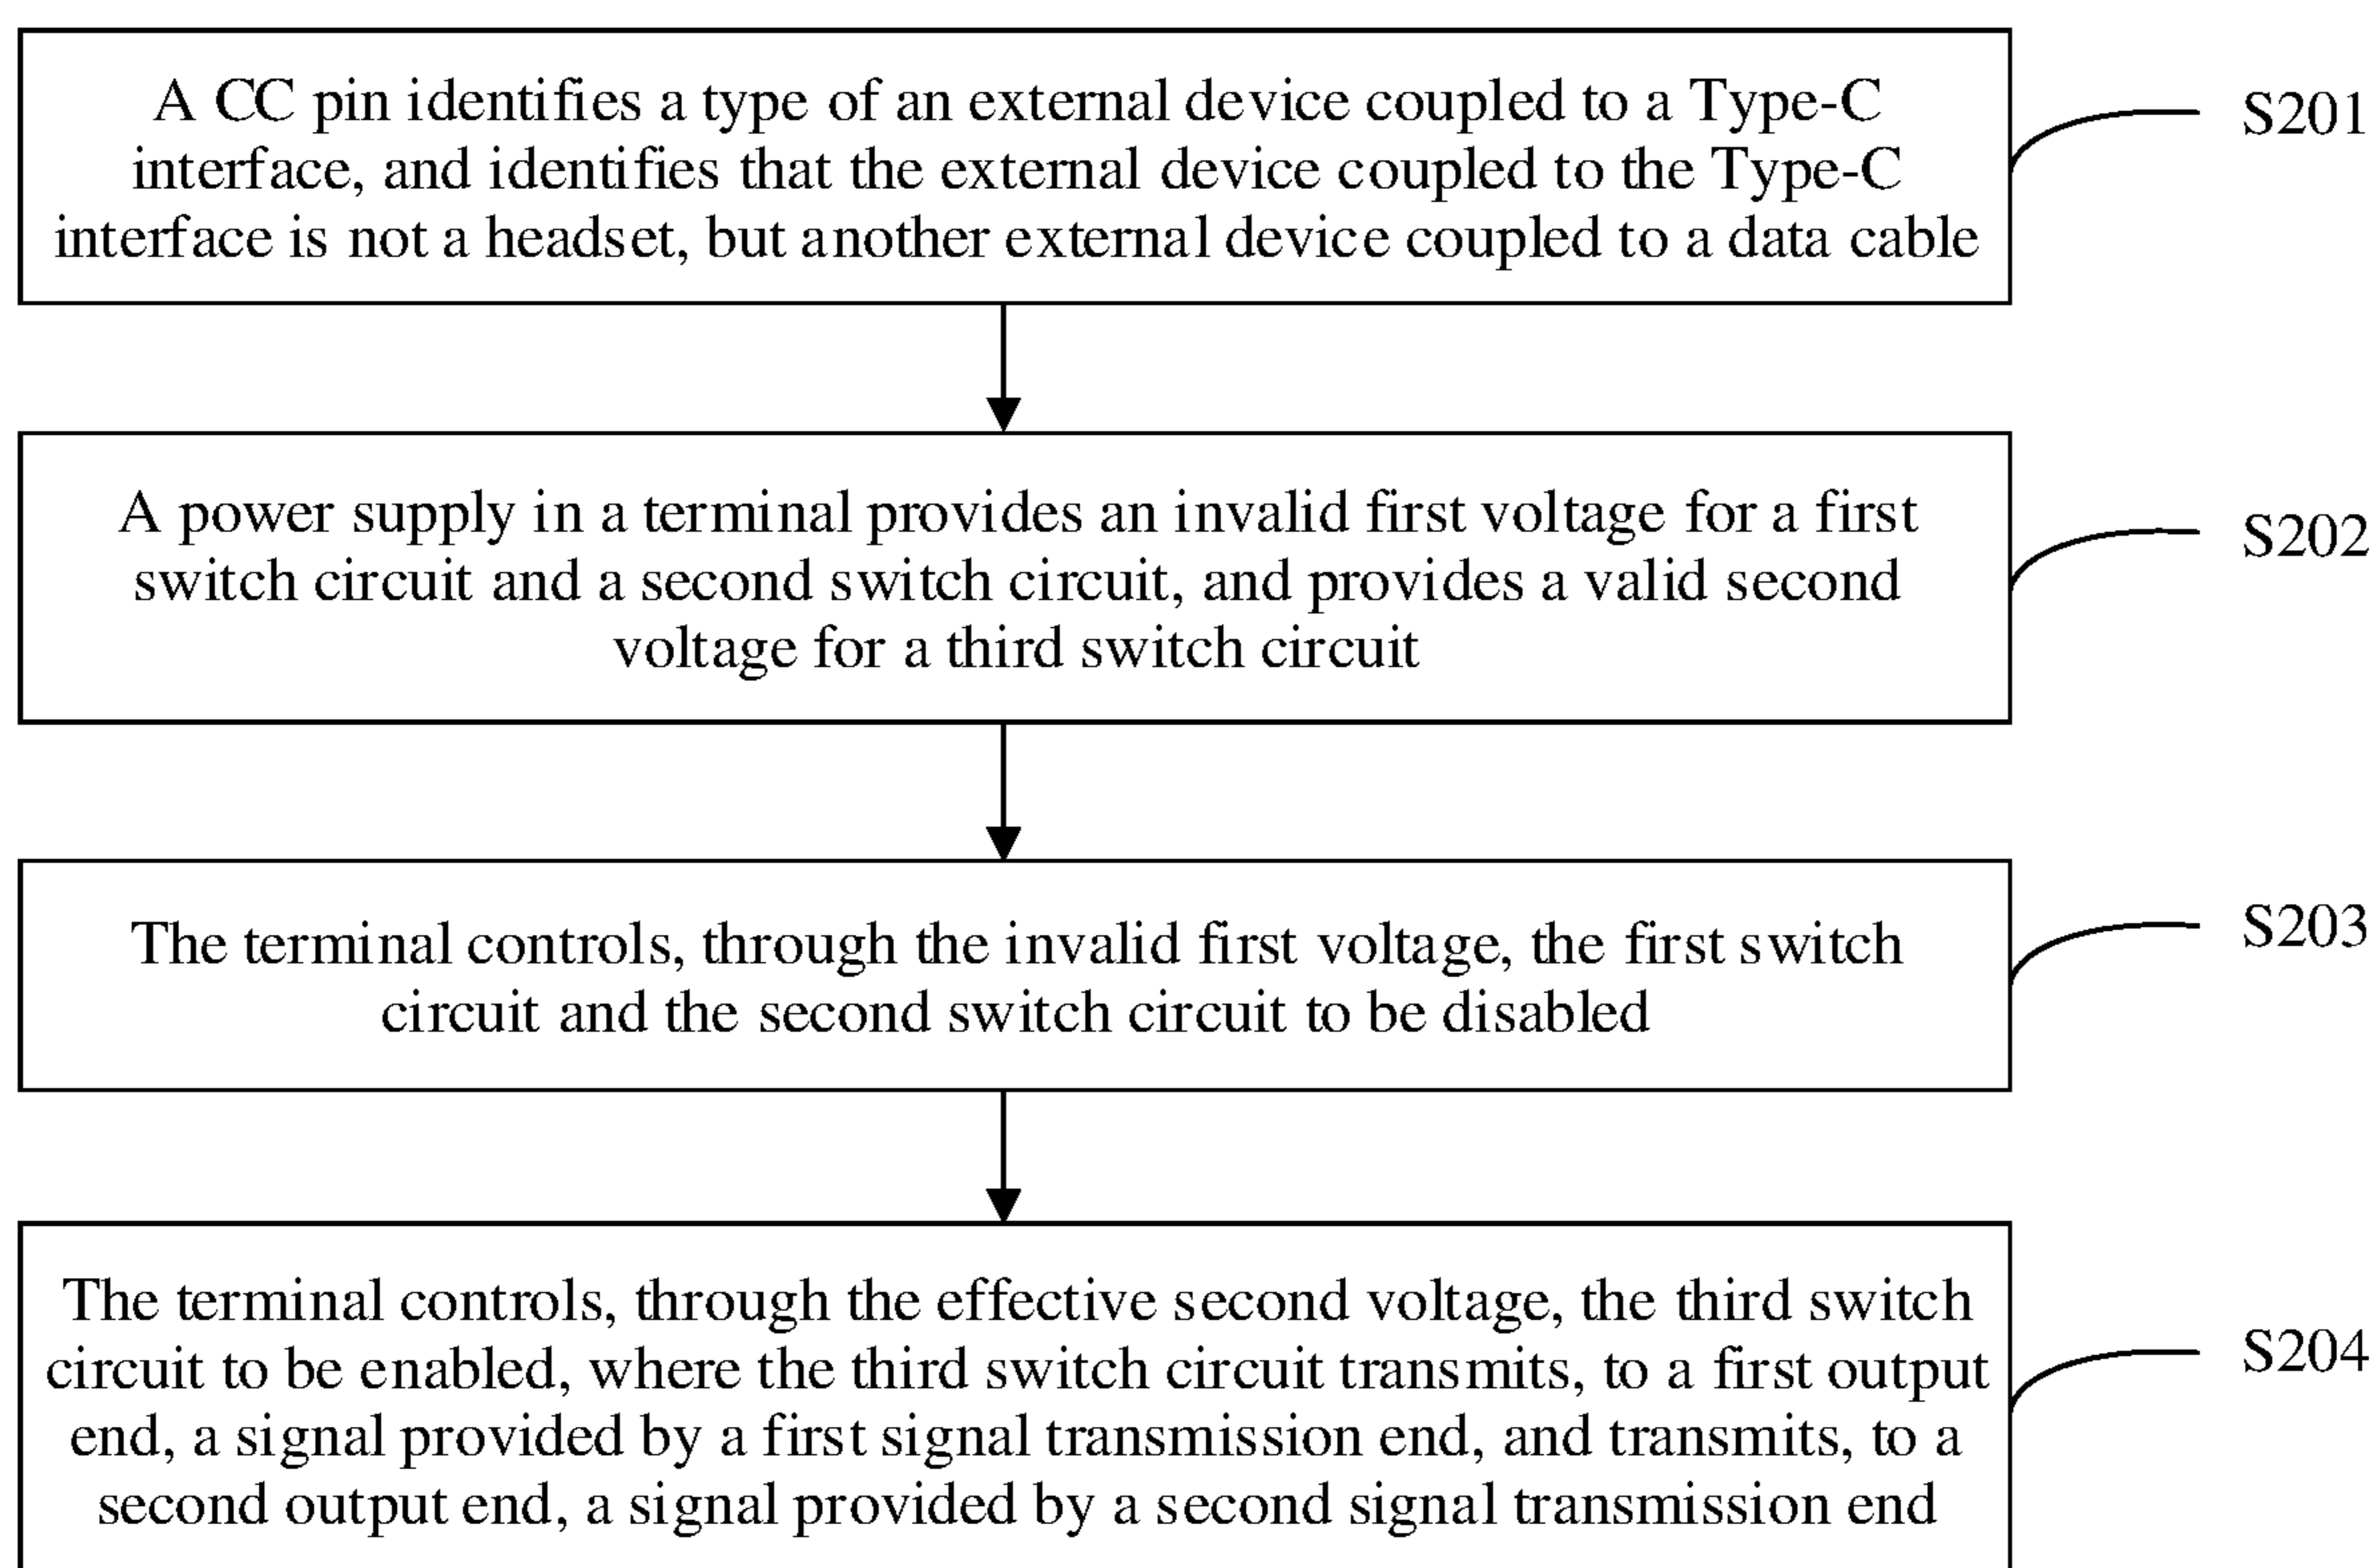 A CC pin identifies a type of an external device coupled to a Type-C
interface, and identifies that the external device coupled to the Type-C
interface is not a headset, but another external device coupled to a data cable
S201
A power supply in a terminal provides an invalid first voltage for a first
switch circuit and a second switch circuit, and provides a valid second
voltage for a third switch circuit
S202
The terminal controls, through the invalid first voltage, the first switch
circuit and the second switch circuit to be disabled
S203
The terminal controls, through the effective second voltage, the third switch
circuit to be enabled, where the third switch circuit transmits, to a first output
end, a signal provided by a first signal transmission end, and transmits, to a
second output end, a signal provided by a second signal transmission end
S204